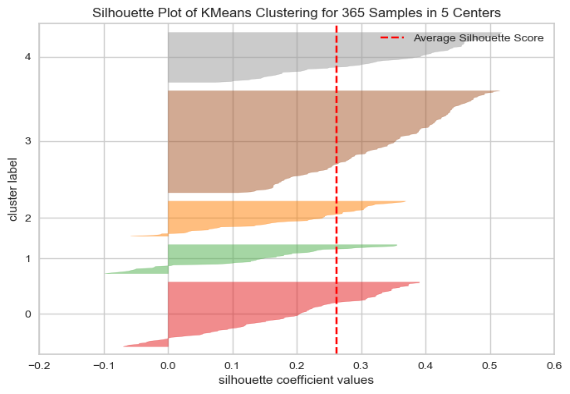 Silhouette Plot of KMeans Clustering for 365 Samples in 5 Centers
Average Silhouette Score
cluster label
4
3
2
1
0
−0.2 −0.1 0.0 0.1 0.2 0.3 0.4 0.5 0.6
silhouette coefficient values